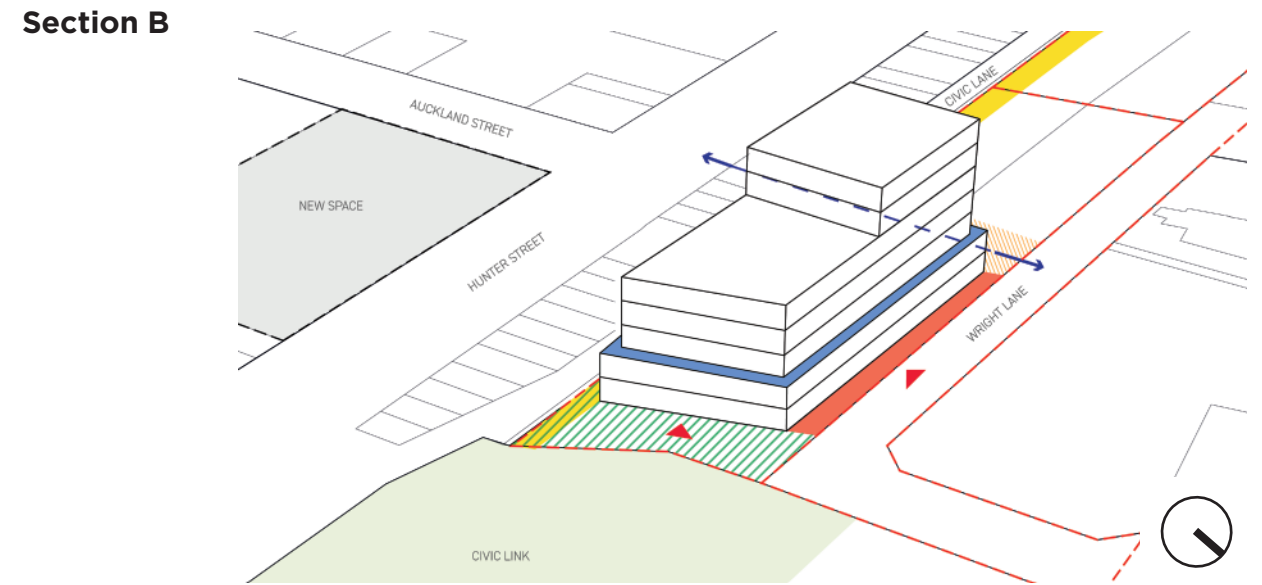 Section B
CIVIC LANE
AUCKLAND STREET
NEW SPACE
HUNTER STREET
WRIGHT LANE
CIVIC LINK